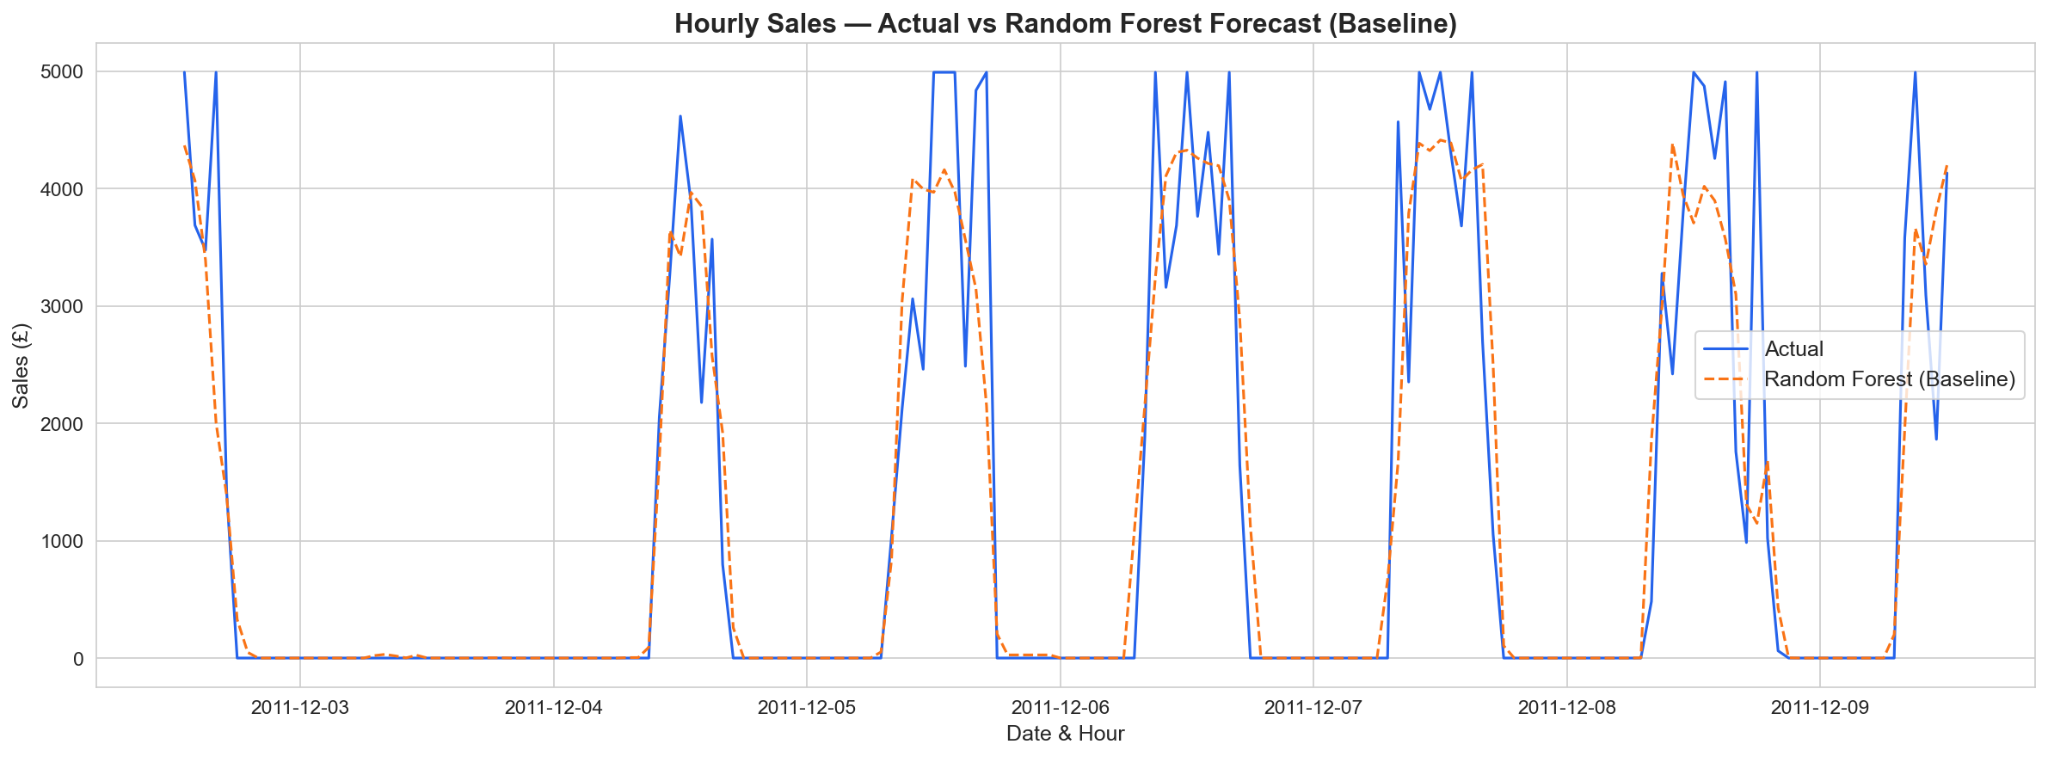 Hourly Sales — Actual vs Random Forest Forecast (Baseline)
5000
4000
3000
2000
1000
0
Sales (£)
Actual
Random Forest (Baseline)
2011-12-03
2011-12-04
2011-12-05
2011-12-06
2011-12-07
2011-12-08
2011-12-09
Date & Hour